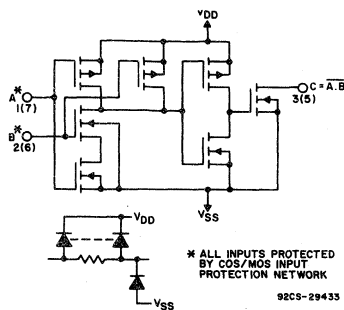 VDD
A*
1(7)
B*
2(6)
C = A.B
3(5)
VSS
VDD
VSS
* ALL INPUTS PROTECTED
BY COS/MOS INPUT
PROTECTION NETWORK
92CS-29433